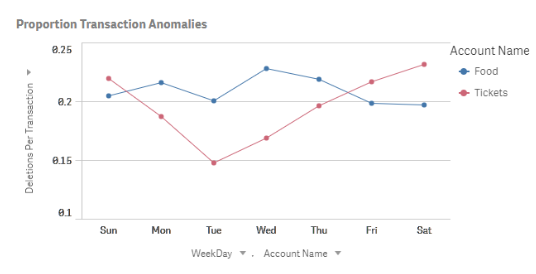 Proportion Transaction Anomalies
Account Name
Food
Tickets
Deletions Per Transaction
0.25
0.2
0.15
0.1
Sun Mon Tue Wed Thu Fri Sat
WeekDay , Account Name